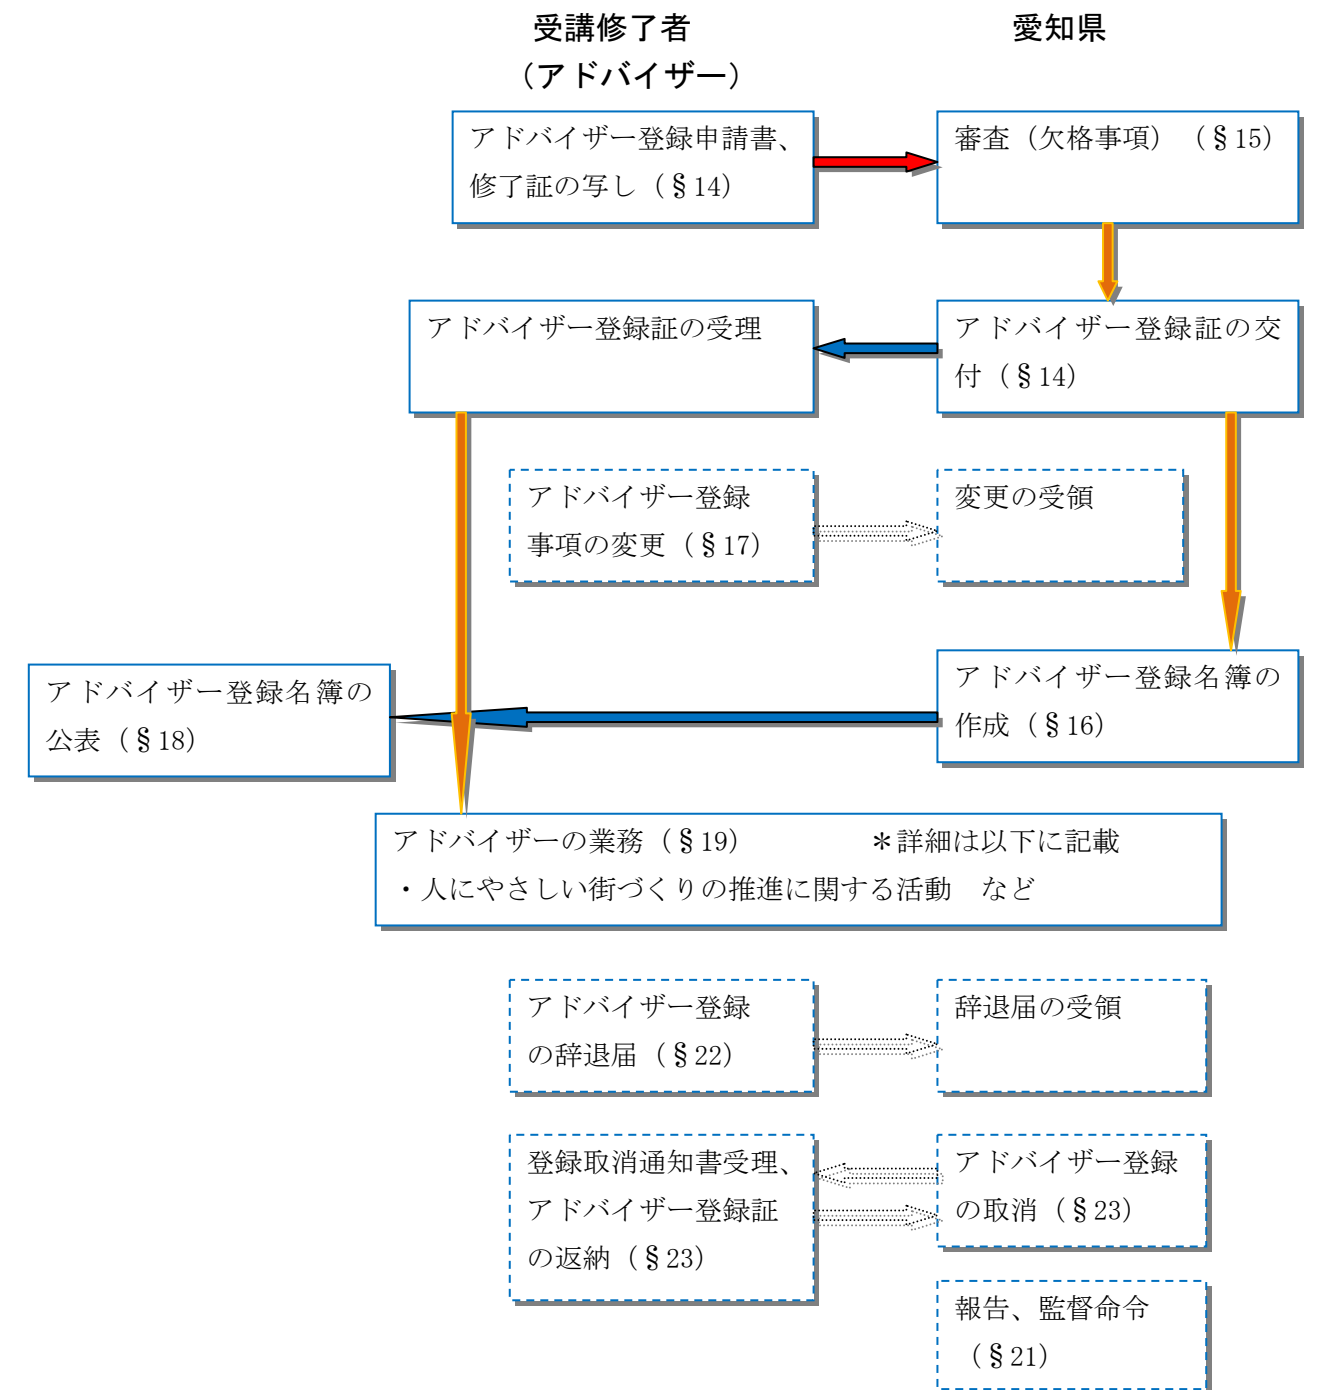 受講修了者
（アドバイザー）
愛知県
アドバイザー登録申請書、
修了証の写し（§14）
審査（欠格事項）（§15）
アドバイザー登録証の受理
アドバイザー登録証の交
付（§14）
アドバイザー登録
事項の変更（§17）
変更の受領
アドバイザー登録名簿の
公表（§18）
アドバイザー登録名簿の
作成（§16）
アドバイザーの業務（§19）　　　　＊詳細は以下に記載
・人にやさしい街づくりの推進に関する活動　など
アドバイザー登録
の辞退届（§22）
辞退届の受領
登録取消通知書受理、
アドバイザー登録証
の返納（§23）
アドバイザー登録
の取消（§23）
報告、監督命令
（§21）